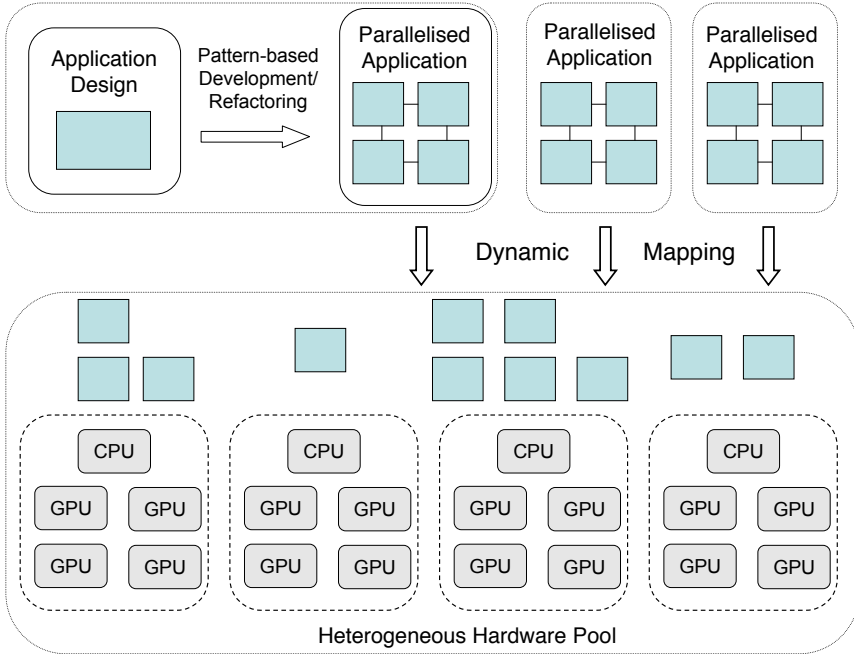 Application
Design
Pattern-based
Development/
Refactoring
Parallelised
Application
Parallelised
Application
Parallelised
Application
Dynamic Mapping
CPU
GPU GPU
GPU GPU
CPU
GPU GPU
GPU GPU
CPU
GPU GPU
GPU GPU
CPU
GPU GPU
GPU GPU
Heterogeneous Hardware Pool